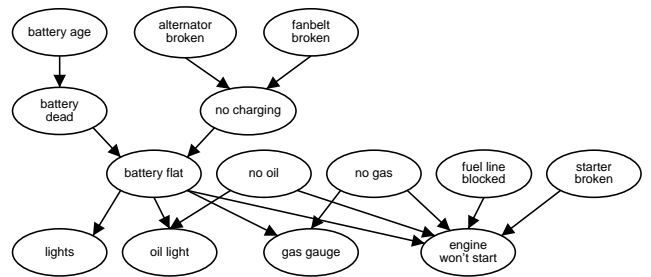 battery age
alternator
broken
fanbelt
broken
battery
dead
no charging
battery flat
no oil
no gas
fuel line
blocked
starter
broken
lights
oil light
gas gauge
engine
won't start